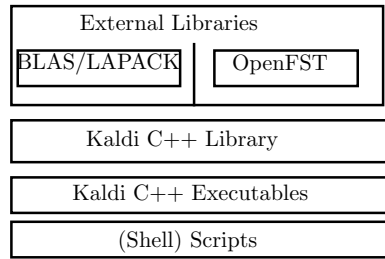 External Libraries
BLAS/LAPACK
OpenFST
Kaldi C++ Library
Kaldi C++ Executables
(Shell) Scripts